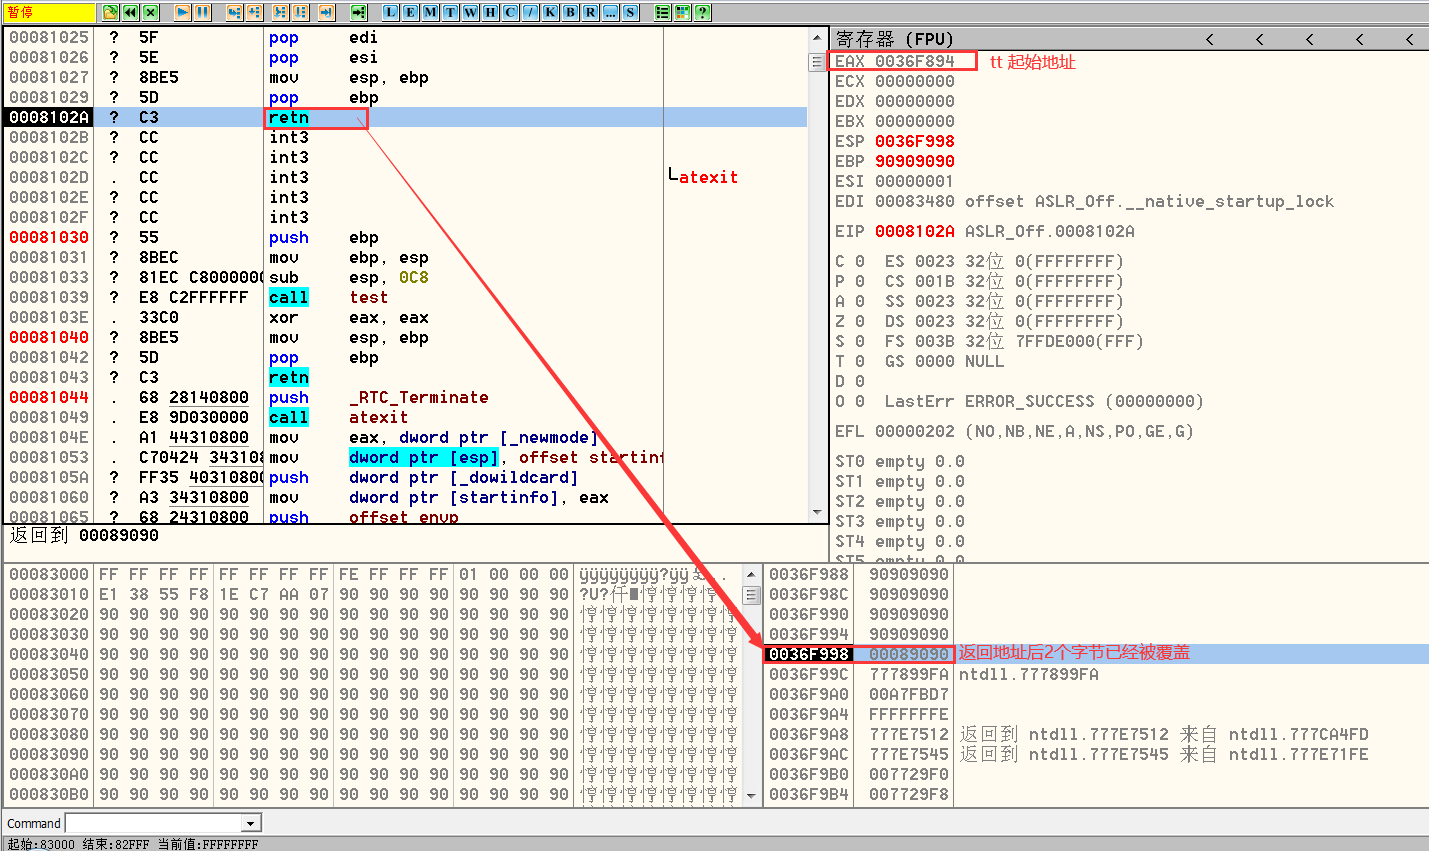 暂停
L E M T W H C / K B R ... S ?
00081025 ? 5F pop edi
00081026 ? 5E pop esi
00081027 ? 8BE5 mov esp, ebp
00081029 ? 5D pop ebp
0008102A ? C3 retn
0008102B ? CC int3
0008102C ? CC int3
0008102D . CC int3 atexit
0008102E ? CC int3
0008102F ? CC int3
00081030 ? 55 push ebp
00081031 ? 8BEC mov ebp, esp
00081033 ? 81EC C8000000 sub esp, 0C8
00081039 ? E8 C2FFFFFF call test
0008103E . 33C0 xor eax, eax
00081040 ? 8BE5 mov esp, ebp
00081042 ? 5D pop ebp
00081043 ? C3 retn
00081044 . 68 28140800 push _RTC_Terminate
00081049 . E8 9D030000 call atexit
0008104E . A1 44310800 mov eax, dword ptr [_newmode]
00081053 . C70424 34310 mov dword ptr [esp], offset startin
0008105A ? FF35 4031080 push dword ptr [_dowildcard]
00081060 ? A3 34310800 mov dword ptr [startinfo], eax
00081065 ? 68 24310800 push offset envp
返回到 00089090
寄存器 (FPU) < < < < <
EAX 0036F894 tt 起始地址
ECX 00000000
EDX 00000000
EBX 00000000
ESP 0036F998
EBP 90909090
ESI 00000001
EDI 00083480 offset ASLR_Off.__native_startup_lock
EIP 0008102A ASLR_Off.0008102A
C 0 ES 0023 32位 0(FFFFFFFF)
P 0 CS 001B 32位 0(FFFFFFFF)
A 0 SS 0023 32位 0(FFFFFFFF)
Z 0 DS 0023 32位 0(FFFFFFFF)
S 0 FS 003B 32位 7FFDE000(FFF)
T 0 GS 0000 NULL
D 0
O 0 LastErr ERROR_SUCCESS (00000000)
EFL 00000202 (NO,NB,NE,A,NS,PO,GE,G)
ST0 empty 0.0
ST1 empty 0.0
ST2 empty 0.0
ST3 empty 0.0
ST4 empty 0.0
ST5 empty 0.0
00083000 FF FF FF FF FF FF FF FF FE FF FF FF 01 00 00 00
00083010 E1 38 55 F8 1E C7 AA 07 90 90 90 90 90 90 90 90
00083020 90 90 90 90 90 90 90 90 90 90 90 90 90 90 90 90
00083030 90 90 90 90 90 90 90 90 90 90 90 90 90 90 90 90
00083040 90 90 90 90 90 90 90 90 90 90 90 90 90 90 90 90
00083050 90 90 90 90 90 90 90 90 90 90 90 90 90 90 90 90
00083060 90 90 90 90 90 90 90 90 90 90 90 90 90 90 90 90
00083070 90 90 90 90 90 90 90 90 90 90 90 90 90 90 90 90
00083080 90 90 90 90 90 90 90 90 90 90 90 90 90 90 90 90
00083090 90 90 90 90 90 90 90 90 90 90 90 90 90 90 90 90
000830A0 90 90 90 90 90 90 90 90 90 90 90 90 90 90 90 90
000830B0 90 90 90 90 90 90 90 90 90 90 90 90 90 90 90 90
0036F988 90909090
0036F98C 90909090
0036F990 90909090
0036F994 90909090
0036F998 00089090 返回地址后2个字节已经被覆盖
0036F99C 777899FA ntdll.777899FA
0036F9A0 00A7FBD7
0036F9A4 FFFFFFFE
0036F9A8 777E7512 返回到 ntdll.777E7512 来自 ntdll.777CA4FD
0036F9AC 777E7545 返回到 ntdll.777E7545 来自 ntdll.777E71FE
0036F9B0 007729F0
0036F9B4 007729F8
Command
起始:83000 结束:82FFF 当前值:FFFFFFFF